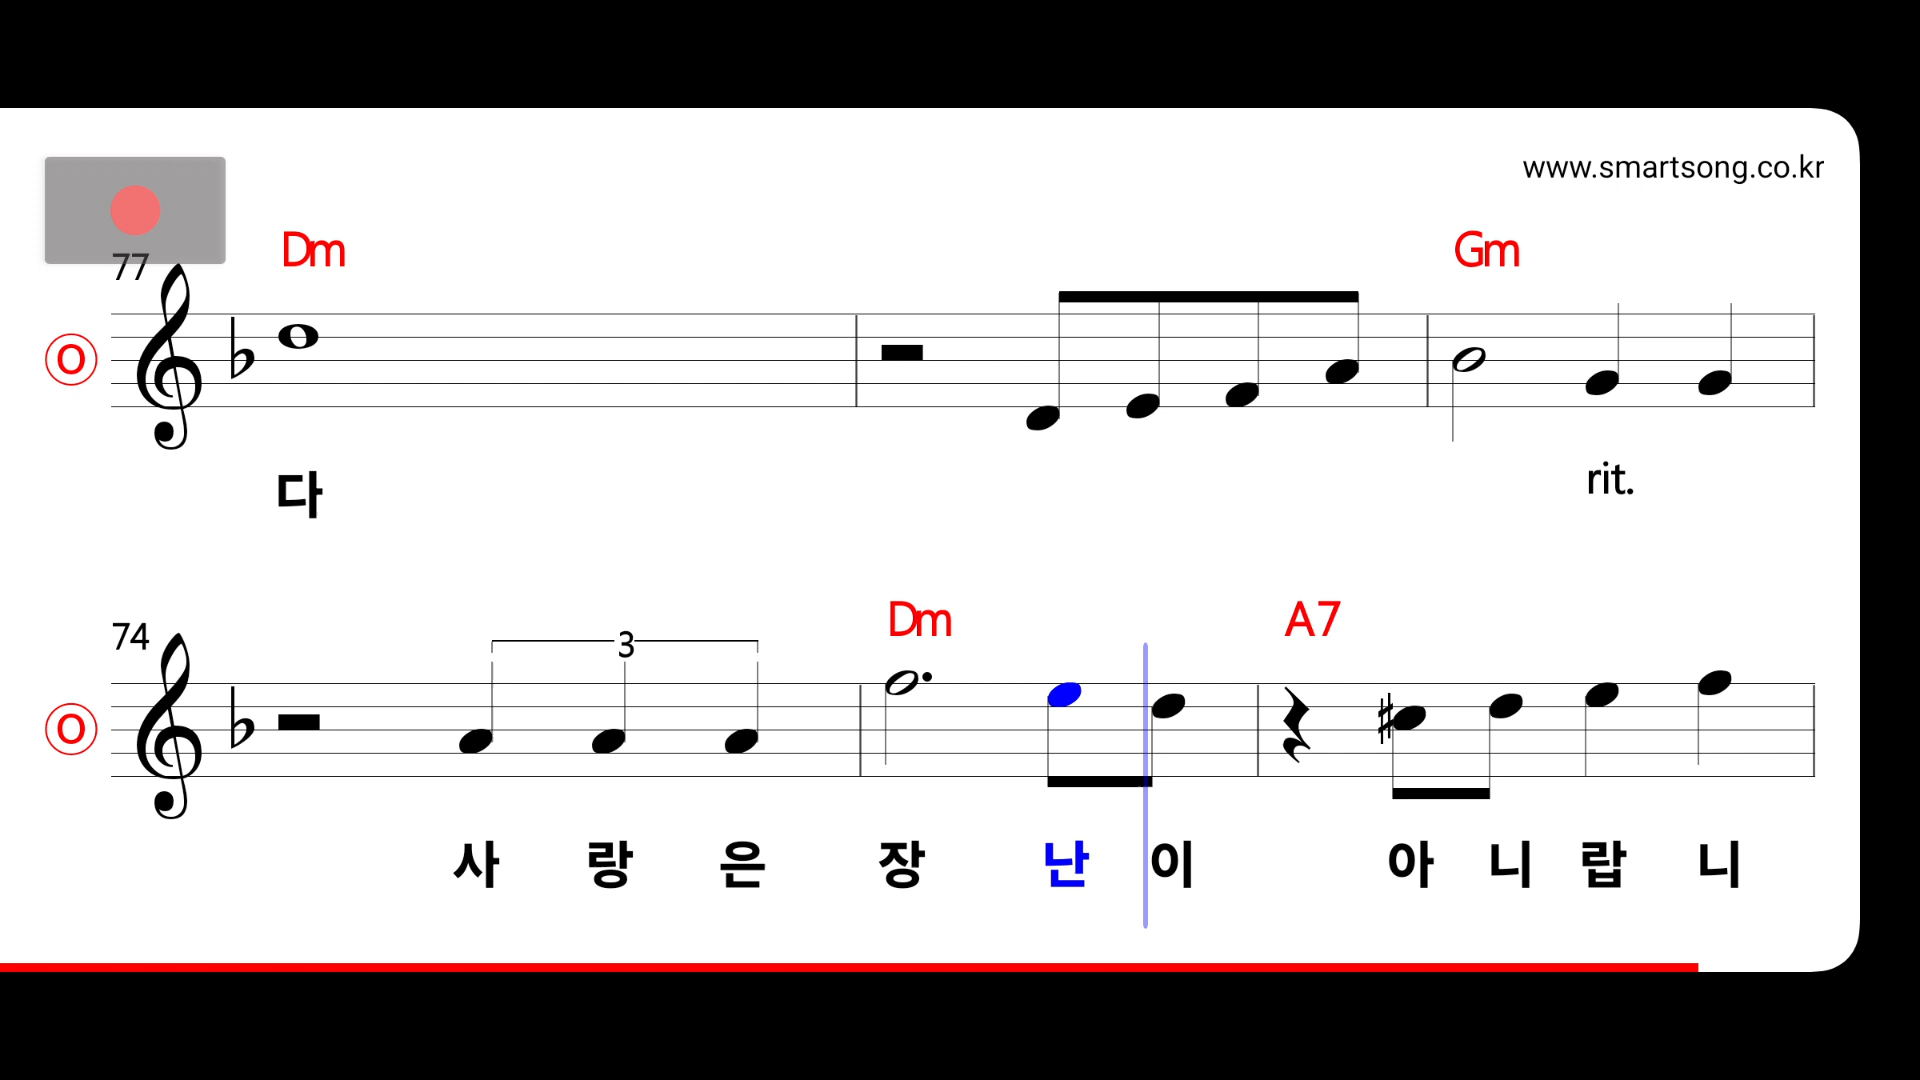 www.smartsong.co.kr
77 Dm Gm
O
다 rit.
74 3 Dm A7
O
사 랑 은 장 난 이 아 니 랍 니